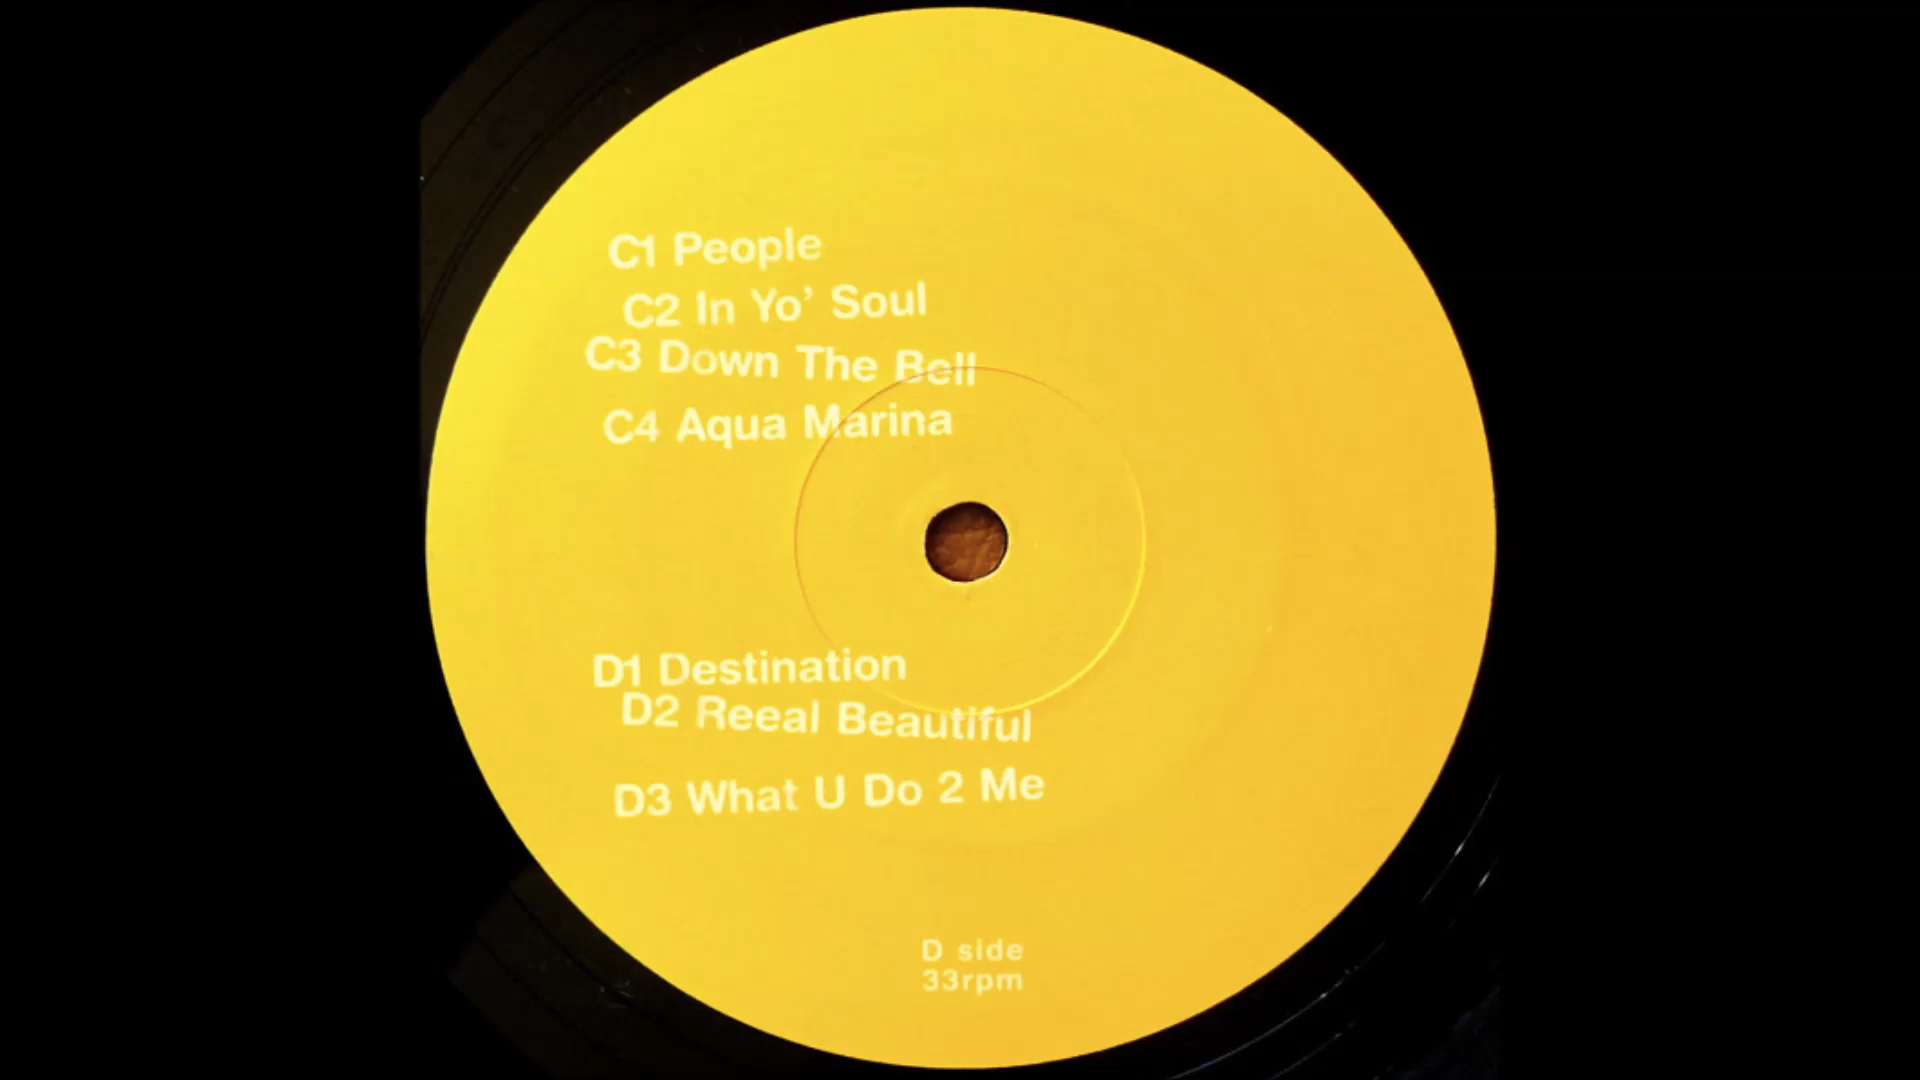 C1 People
C2 In Yo' Soul
C3 Down The Bell
C4 Aqua Marina
D1 Destination
D2 Reeal Beautiful
D3 What U Do 2 Me
D side
33rpm